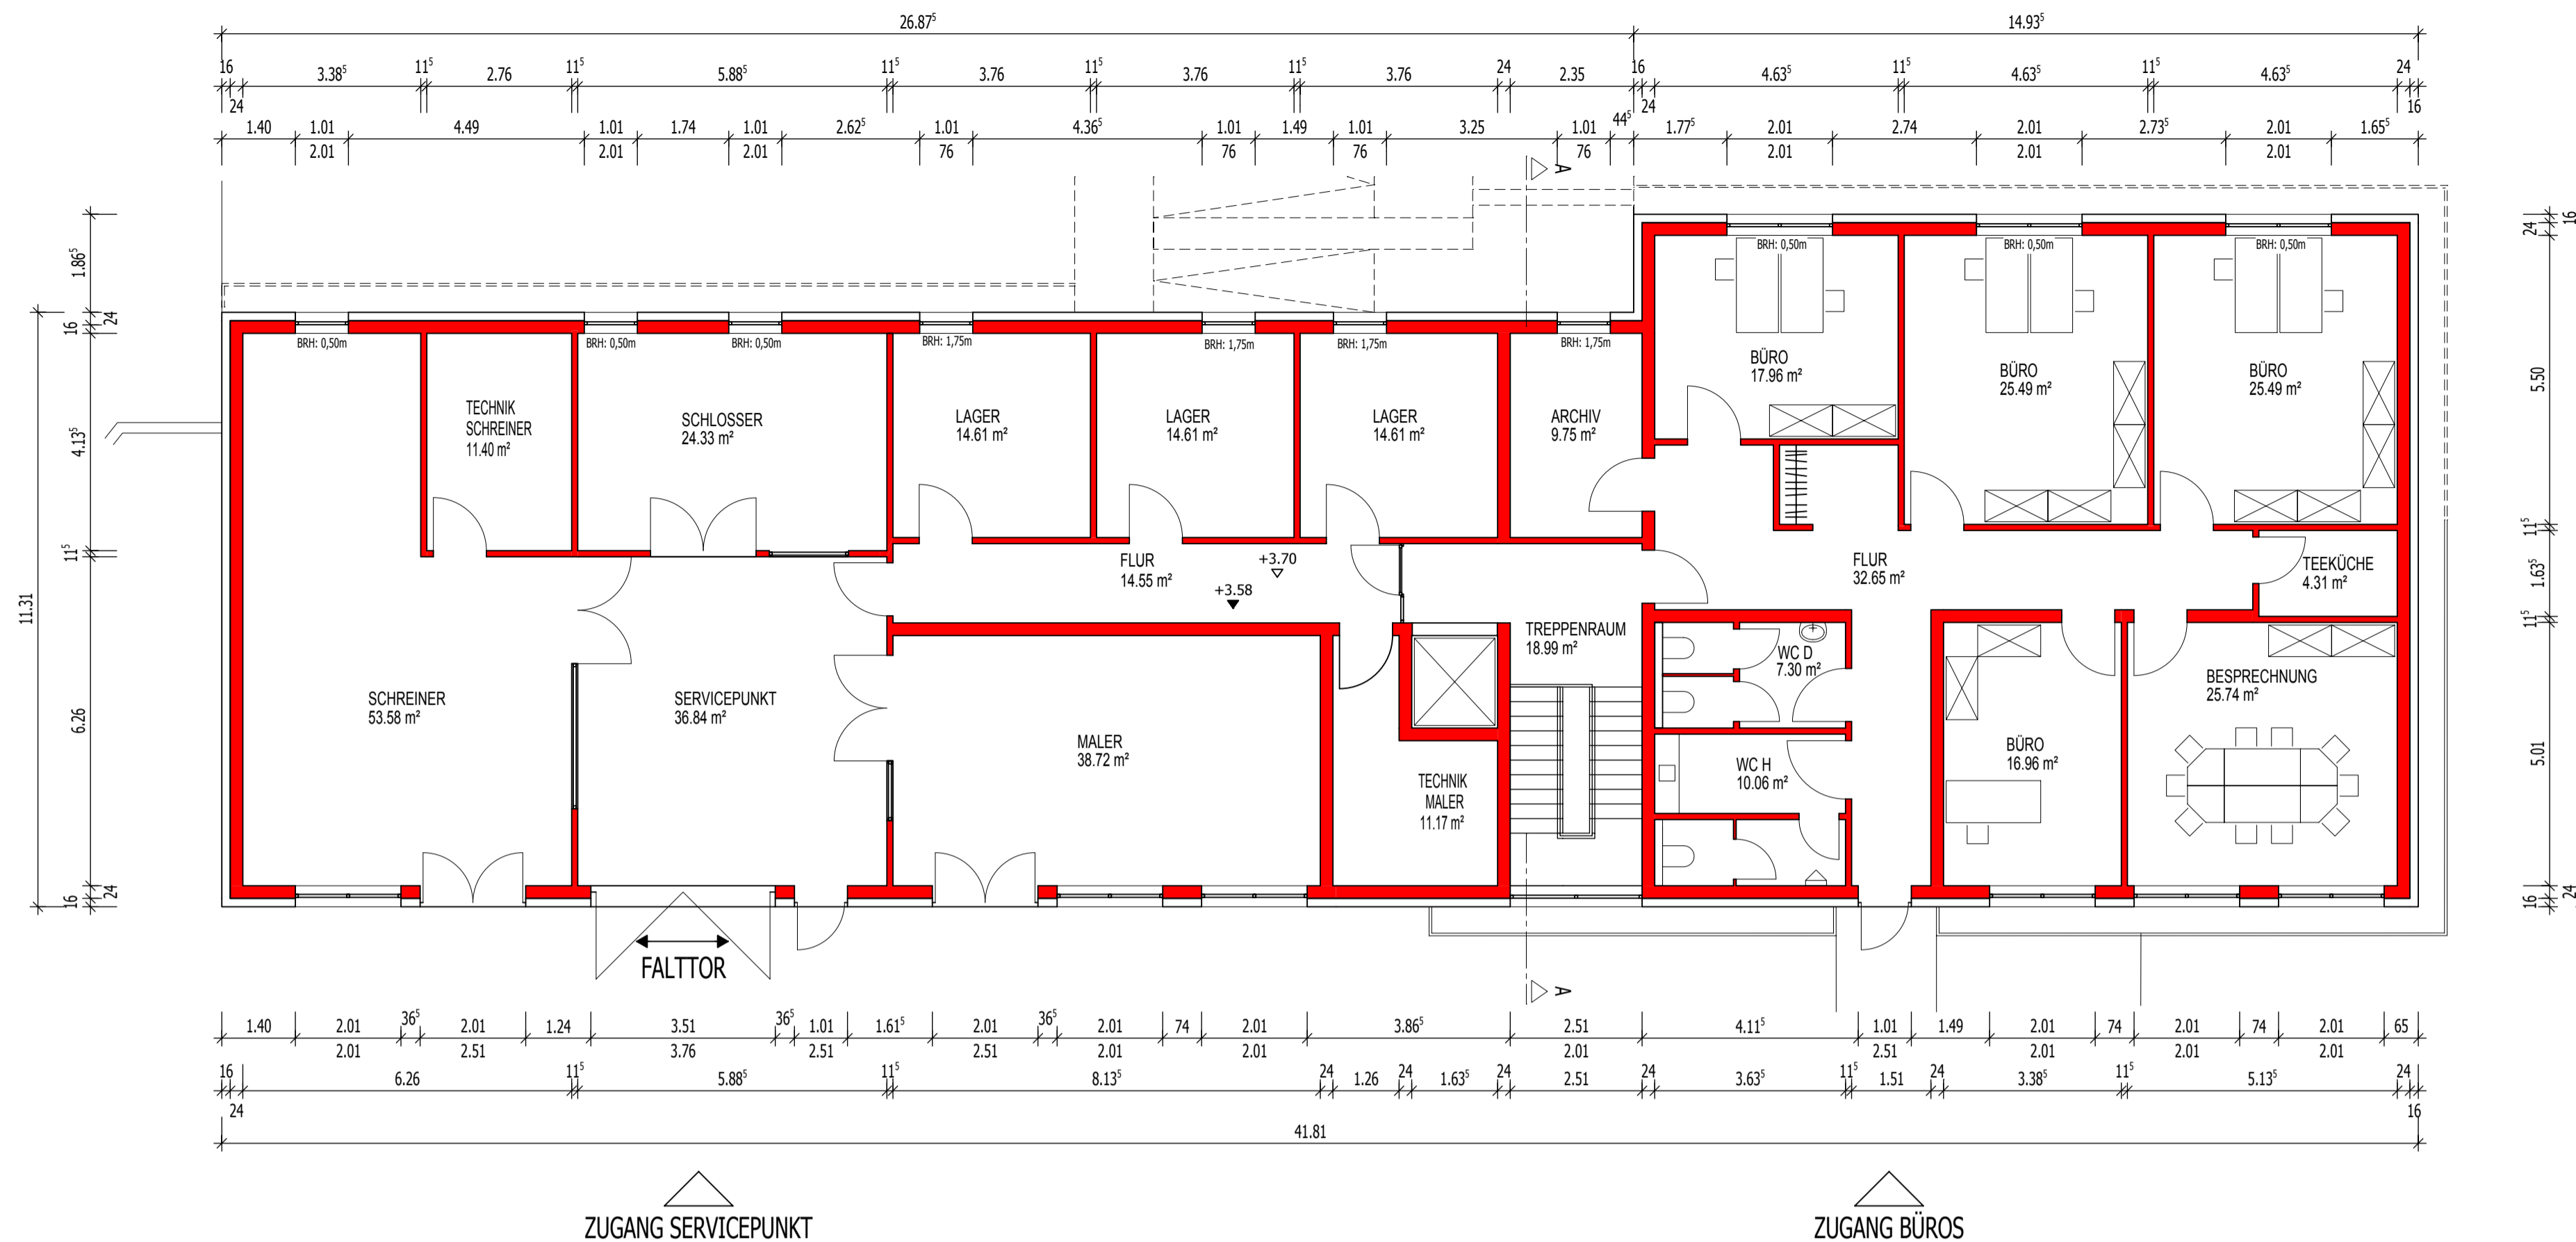 26.87⁵ 14.93⁵
16 3.38⁵ 11⁵ 2.76 11⁵ 5.88⁵ 11⁵ 3.76 11⁵ 3.76 11⁵ 3.76 24 2.35 16 4.63⁵ 11⁵ 4.63⁵ 11⁵ 4.63⁵ 24
24 24 16
1.40 1.01 4.49 1.01 1.74 1.01 2.62⁵ 1.01 4.36⁵ 1.01 1.49 1.01 3.25 1.01 44⁵ 1.77⁵ 2.01 2.74 2.01 2.73⁵ 2.01 1.65⁵
2.01 2.01 2.01 76 76 76 76 2.01 2.01 2.01
A
BRH: 0,50m BRH: 0,50m BRH: 0,50m
BRH: 0,50m BRH: 0,50m BRH: 0,50m BRH: 1,75m BRH: 1,75m BRH: 1,75m BRH: 1,75m
1.86⁵
16 24
4.13⁵
11⁵
6.26
16 24
11.31
24 16
5.50
11⁵
1.63⁵
11⁵
5.01
16 24
BÜRO
17.96 m²
BÜRO
25.49 m²
BÜRO
25.49 m²
TECHNIK
SCHREINER
11.40 m²
SCHLOSSER
24.33 m²
LAGER
14.61 m²
LAGER
14.61 m²
LAGER
14.61 m²
ARCHIV
9.75 m²
FLUR
14.55 m²
+3.70
+3.58
FLUR
32.65 m²
TEEKÜCHE
4.31 m²
TREPPENRAUM
18.99 m²
WC D
7.30 m²
SCHREINER
53.58 m²
SERVICEPUNKT
36.84 m²
MALER
38.72 m²
TECHNIK
MALER
11.17 m²
WC H
10.06 m²
BÜRO
16.96 m²
BESPRECHNUNG
25.74 m²
FALTTOR
A
1.40 2.01 36⁵ 2.01 1.24 3.51 36⁵ 1.01 1.61⁵ 2.01 36⁵ 2.01 74 2.01 3.86⁵ 2.51 4.11⁵ 1.01 1.49 2.01 74 2.01 74 2.01 65
2.01 2.51 3.76 2.51 2.51 2.01 2.01 2.01 2.51 2.01 2.01 2.01
16 6.26 11⁵ 5.88⁵ 11⁵ 8.13⁵ 24 1.26 24 1.63⁵ 24 2.51 24 3.63⁵ 11⁵ 1.51 24 3.38⁵ 11⁵ 5.13⁵ 24
24 16
41.81
ZUGANG SERVICEPUNKT
ZUGANG BÜROS